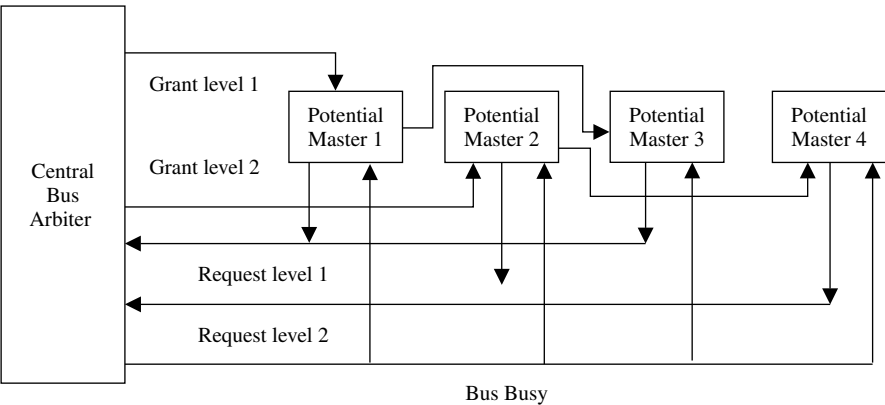 Grant level 1
Potential
Master 1
Potential
Master 2
Potential
Master 3
Potential
Master 4
Grant level 2
Central
Bus
Arbiter
Request level 1
Request level 2
Bus Busy